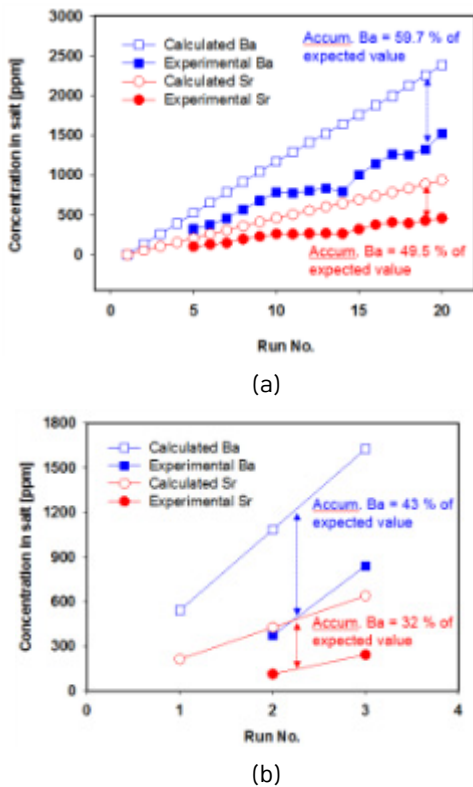 3000
2500
2000
1500
1000
500
0
Concentration in salt [ppm]
Calculated Ba
Experimental Ba
Calculated Sr
Experimental Sr
Accum. Ba = 59.7 % of
expected value
Accum. Ba = 49.5 % of
expected value
0 5 10 15 20
Run No.
(a)
1800
1500
1200
900
600
300
0
Concentration in salt [ppm]
Calculated Ba
Experimental Ba
Calculated Sr
Experimental Sr
Accum. Ba = 43 % of
expected value
Accum. Ba = 32 % of
expected value
0 1 2 3 4
Run No.
(b)